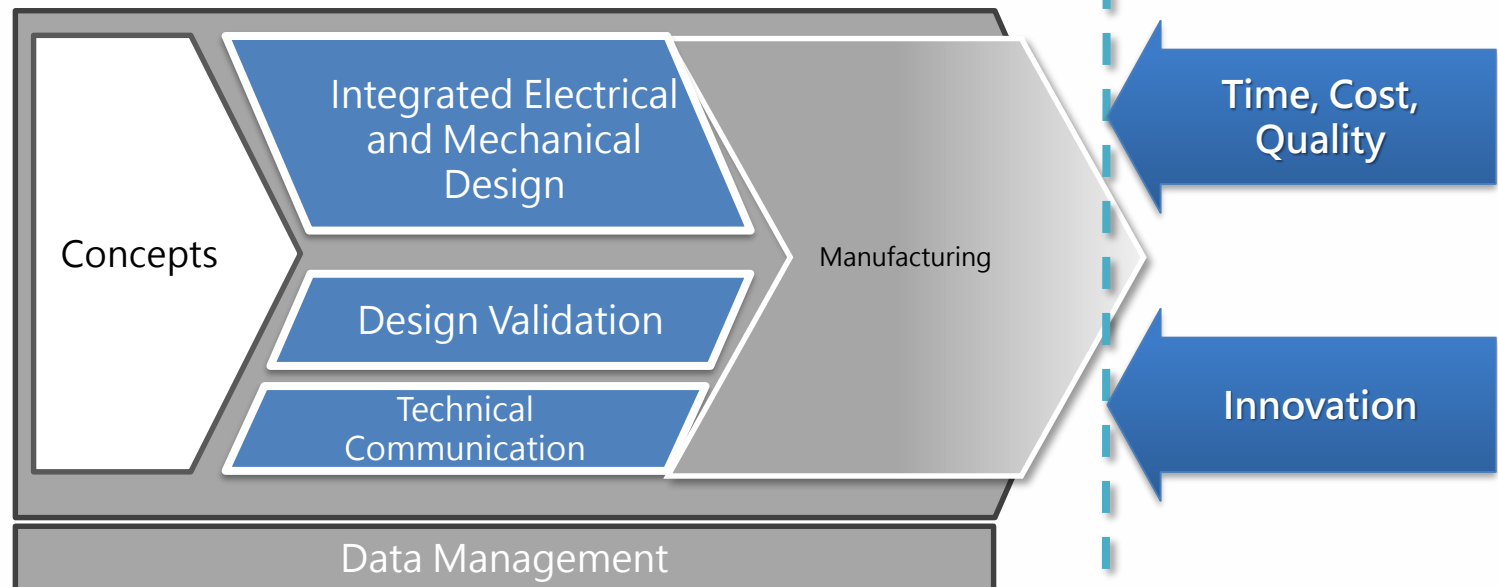 Concepts
Integrated Electrical
and Mechanical
Design
Design Validation
Technical
Communication
Manufacturing
Time, Cost,
Quality
Innovation
Data Management